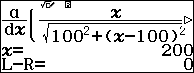 d/dx(x/√(100²+(x-100)²
x= 200
L-R= 0